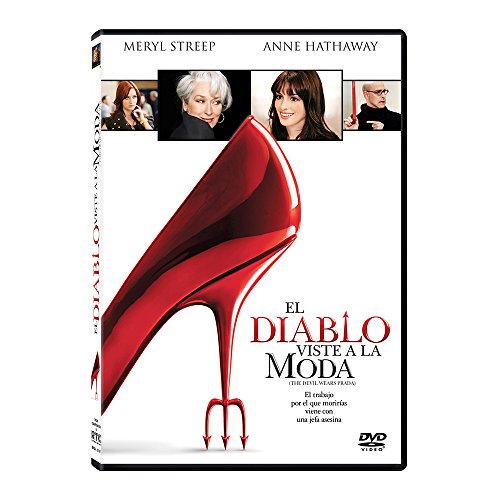 MERYL STREEP
ANNE HATHAWAY
EL DIABLO VISTE A LA MODA
EL
DIABLO
VISTE A LA
MODA
(THE DEVIL WEARS PRADA)
El trabajo
por el que morirías
viene con
una jefa asesina
DVD
VIDEO